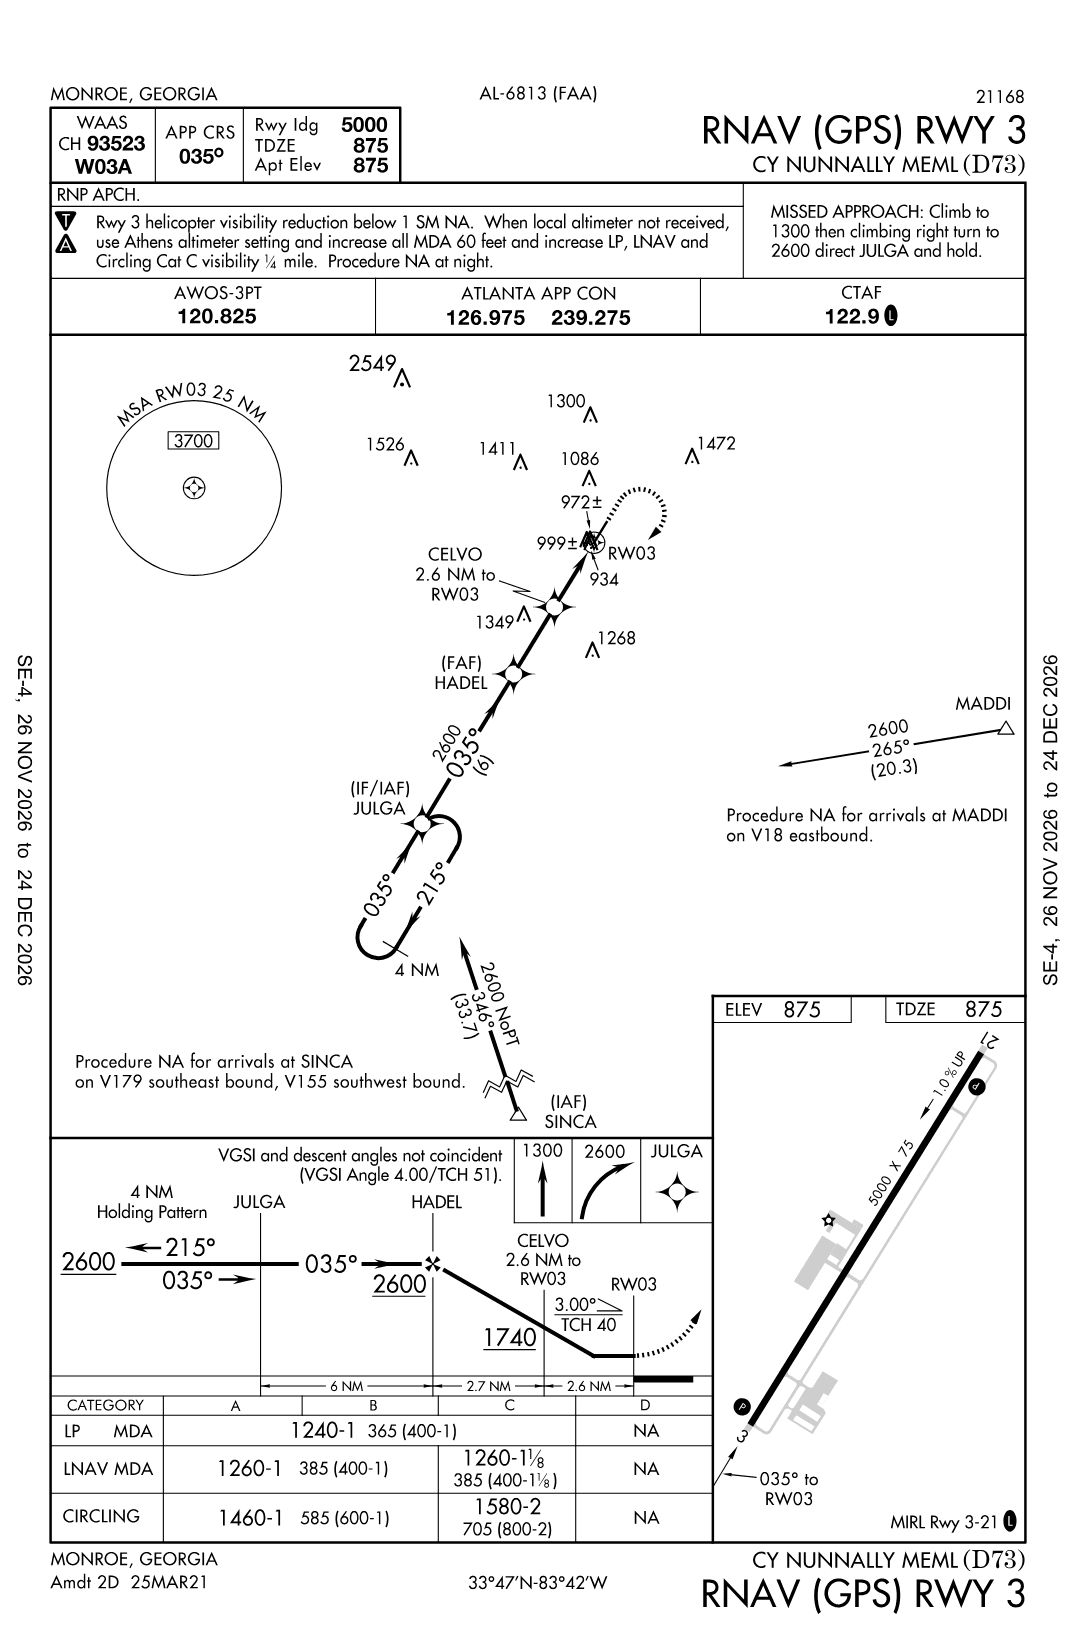 MONROE, GEORGIA
AL-6813 (FAA)
21168
WAAS
CH 93523
W03A
APP CRS
035°
Rwy Idg 5000
TDZE 875
Apt Elev 875
RNAV (GPS) RWY 3
CY NUNNALLY MEML (D73)
RNP APCH.
T
A
Rwy 3 helicopter visibility reduction below 1 SM NA. When local altimeter not received,
use Athens altimeter setting and increase all MDA 60 feet and increase LP, LNAV and
Circling Cat C visibility ¼ mile. Procedure NA at night.
MISSED APPROACH: Climb to
1300 then climbing right turn to
2600 direct JULGA and hold.
AWOS-3PT
120.825
ATLANTA APP CON
126.975 239.275
CTAF
122.9 L
MSA RW03 25 NM
3700
2549
1300
1526
1411
1086
1472
972±
999±
RW03
934
CELVO
2.6 NM to
RW03
1349
1268
(FAF)
HADEL
2600
035°
(6)
(IF/IAF)
JULGA
035°
215°
4 NM
MADDI
2600
265°
(20.3)
Procedure NA for arrivals at MADDI
on V18 eastbound.
2600 NoPT
346°
(33.7)
(IAF)
SINCA
Procedure NA for arrivals at SINCA
on V179 southeast bound, V155 southwest bound.
SE-4, 26 NOV 2026 to 24 DEC 2026
SE-4, 26 NOV 2026 to 24 DEC 2026
ELEV 875
TDZE 875
21
1.0% UP
P
5000 X 75
P
3
035° to
RW03
MIRL Rwy 3-21 L
VGSI and descent angles not coincident
(VGSI Angle 4.00/TCH 51).
1300
2600
JULGA
4 NM
Holding Pattern
JULGA
HADEL
CELVO
2.6 NM to
RW03
RW03
2600
215°
035°
035°
2600
1740
3.00°
TCH 40
6 NM
2.7 NM
2.6 NM
CATEGORY A B C D
LP MDA 1240-1 365 (400-1) NA
LNAV MDA 1260-1 385 (400-1) 1260-1⅛ 385 (400-1⅛) NA
CIRCLING 1460-1 585 (600-1) 1580-2 705 (800-2) NA
MONROE, GEORGIA
Amdt 2D 25MAR21
33°47'N-83°42'W
CY NUNNALLY MEML (D73)
RNAV (GPS) RWY 3